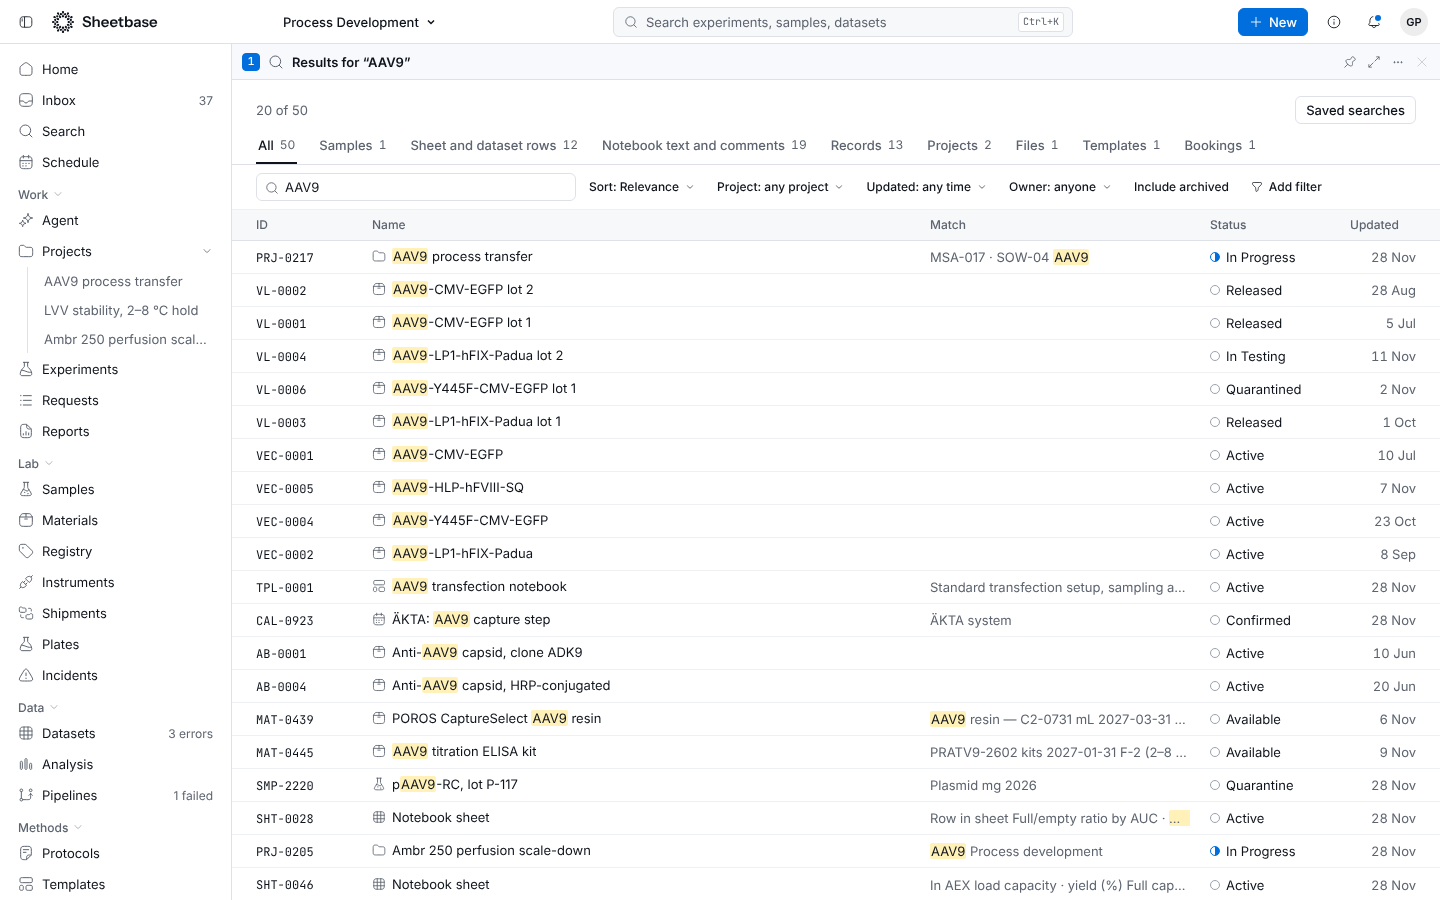 Sheetbase
Process Development
Search experiments, samples, datasets
Ctrl+K
New
GP
Home
Inbox 37
Search
Schedule
Work
Agent
Projects
AAV9 process transfer
LVV stability, 2–8 °C hold
Ambr 250 perfusion scal...
Experiments
Requests
Reports
Lab
Samples
Materials
Registry
Instruments
Shipments
Plates
Incidents
Data
Datasets 3 errors
Analysis
Pipelines 1 failed
Methods
Protocols
Templates
1 Results for “AAV9”
20 of 50
Saved searches
All 50 Samples 1 Sheet and dataset rows 12 Notebook text and comments 19 Records 13 Projects 2 Files 1 Templates 1 Bookings 1
AAV9 Sort: Relevance Project: any project Updated: any time Owner: anyone Include archived Add filter
ID Name Match Status Updated
PRJ-0217 AAV9 process transfer MSA-017 · SOW-04 AAV9 In Progress 28 Nov
VL-0002 AAV9-CMV-EGFP lot 2 Released 28 Aug
VL-0001 AAV9-CMV-EGFP lot 1 Released 5 Jul
VL-0004 AAV9-LP1-hFIX-Padua lot 2 In Testing 11 Nov
VL-0006 AAV9-Y445F-CMV-EGFP lot 1 Quarantined 2 Nov
VL-0003 AAV9-LP1-hFIX-Padua lot 1 Released 1 Oct
VEC-0001 AAV9-CMV-EGFP Active 10 Jul
VEC-0005 AAV9-HLP-hFVIII-SQ Active 7 Nov
VEC-0004 AAV9-Y445F-CMV-EGFP Active 23 Oct
VEC-0002 AAV9-LP1-hFIX-Padua Active 8 Sep
TPL-0001 AAV9 transfection notebook Standard transfection setup, sampling a... Active 28 Nov
CAL-0923 ÄKTA: AAV9 capture step ÄKTA system Confirmed 28 Nov
AB-0001 Anti-AAV9 capsid, clone ADK9 Active 10 Jun
AB-0004 Anti-AAV9 capsid, HRP-conjugated Active 20 Jun
MAT-0439 POROS CaptureSelect AAV9 resin AAV9 resin — C2-0731 mL 2027-03-31 ... Available 6 Nov
MAT-0445 AAV9 titration ELISA kit PRATV9-2602 kits 2027-01-31 F-2 (2–8 ... Available 9 Nov
SMP-2220 pAAV9-RC, lot P-117 Plasmid mg 2026 Quarantine 28 Nov
SHT-0028 Notebook sheet Row in sheet Full/empty ratio by AUC · ... Active 28 Nov
PRJ-0205 Ambr 250 perfusion scale-down AAV9 Process development In Progress 28 Nov
SHT-0046 Notebook sheet In AEX load capacity · yield (%) Full cap... Active 28 Nov